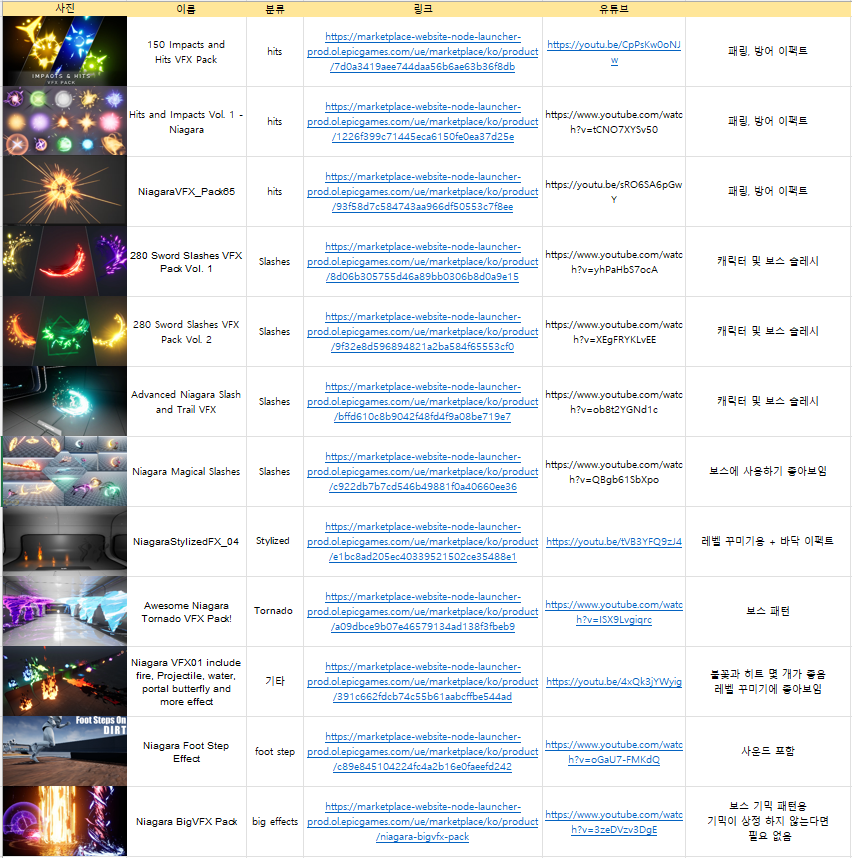 사진 이름 분류 링크 유튜브
IMPACTS & HITS
VFX PACK
150 Impacts and
Hits VFX Pack
hits
https://marketplace-website-node-launcher-
prod.ol.epicgames.com/ue/marketplace/ko/product
/7d0a3419aee744daa56b6ae63b36f8db
https://youtu.be/CpPsKw0oNJ
w
패링, 방어 이펙트
Hits and Impacts Vol. 1 -
Niagara
hits
https://marketplace-website-node-launcher-
prod.ol.epicgames.com/ue/marketplace/ko/product
/1226f399c71445eca6150fe0ea37d25e
https://www.youtube.com/watc
h?v=tCNO7XYSv50
패링, 방어 이펙트
NiagaraVFX_Pack65
hits
https://marketplace-website-node-launcher-
prod.ol.epicgames.com/ue/marketplace/ko/product
/93f58d7c584743aa966df50553c7f8ee
https://youtu.be/sRO6SA6pGw
Y
패링, 방어 이펙트
280 Sword Slashes VFX
Pack Vol. 1
Slashes
https://marketplace-website-node-launcher-
prod.ol.epicgames.com/ue/marketplace/ko/product
/8d06b305755d46a89bb0306b8d0a9e15
https://www.youtube.com/watc
h?v=yhPaHbS7ocA
캐릭터 및 보스 슬레시
280 Sword Slashes VFX
Pack Vol. 2
Slashes
https://marketplace-website-node-launcher-
prod.ol.epicgames.com/ue/marketplace/ko/product
/9f32e8d596894821a2ba584f65553cf0
https://www.youtube.com/watc
h?v=XEgFRYKLvEE
캐릭터 및 보스 슬레시
Advanced Niagara Slash
and Trail VFX
Slashes
https://marketplace-website-node-launcher-
prod.ol.epicgames.com/ue/marketplace/ko/product
/bffd610c8b9042f48fd4f9a08be719e7
https://www.youtube.com/watc
h?v=ob8t2YGNd1c
캐릭터 및 보스 슬레시
Niagara Magical Slashes
Slashes
https://marketplace-website-node-launcher-
prod.ol.epicgames.com/ue/marketplace/ko/product
/c922db7b7cd546b49881f0a40660ee36
https://www.youtube.com/watc
h?v=QBgb61SbXpo
보스에 사용하기 좋아보임
NiagaraStylizedFX_04
Stylized
https://marketplace-website-node-launcher-
prod.ol.epicgames.com/ue/marketplace/ko/product
/e1bc8ad205ec40339521502ce35488e1
https://youtu.be/tVB3YFQ9zJ4
레벨 꾸미기용 + 바닥 이펙트
Awesome Niagara
Tornado VFX Pack!
Tornado
https://marketplace-website-node-launcher-
prod.ol.epicgames.com/ue/marketplace/ko/product
/a09dbce9b07e46579134ad138f3fbeb9
https://www.youtube.com/watc
h?v=ISX9Lvgiqrc
보스 패턴
Niagara VFX01 include
fire, Projectile, water,
portal butterfly and
more effect
기타
https://marketplace-website-node-launcher-
prod.ol.epicgames.com/ue/marketplace/ko/product
/391c662fdcb74c55b61aabcffbe544ad
https://youtu.be/4xQk3jYWyig
불꽃과 히트 몇 개가 좋음
레벨 꾸미기에 좋아보임
Foot Steps On
DIRT
Niagara Foot Step
Effect
foot step
https://marketplace-website-node-launcher-
prod.ol.epicgames.com/ue/marketplace/ko/product
/c89e845104224fc4a2b16e0faeefd242
https://www.youtube.com/watc
h?v=oGaU7-FMKdQ
사운드 포함
Niagara BigVFX Pack
big effects
https://marketplace-website-node-launcher-
prod.ol.epicgames.com/ue/marketplace/ko/product
/niagara-bigvfx-pack
https://www.youtube.com/watc
h?v=3zeDVzv3DgE
보스 기믹 패턴용
기믹이 상정 하지 않는다면
필요 없음